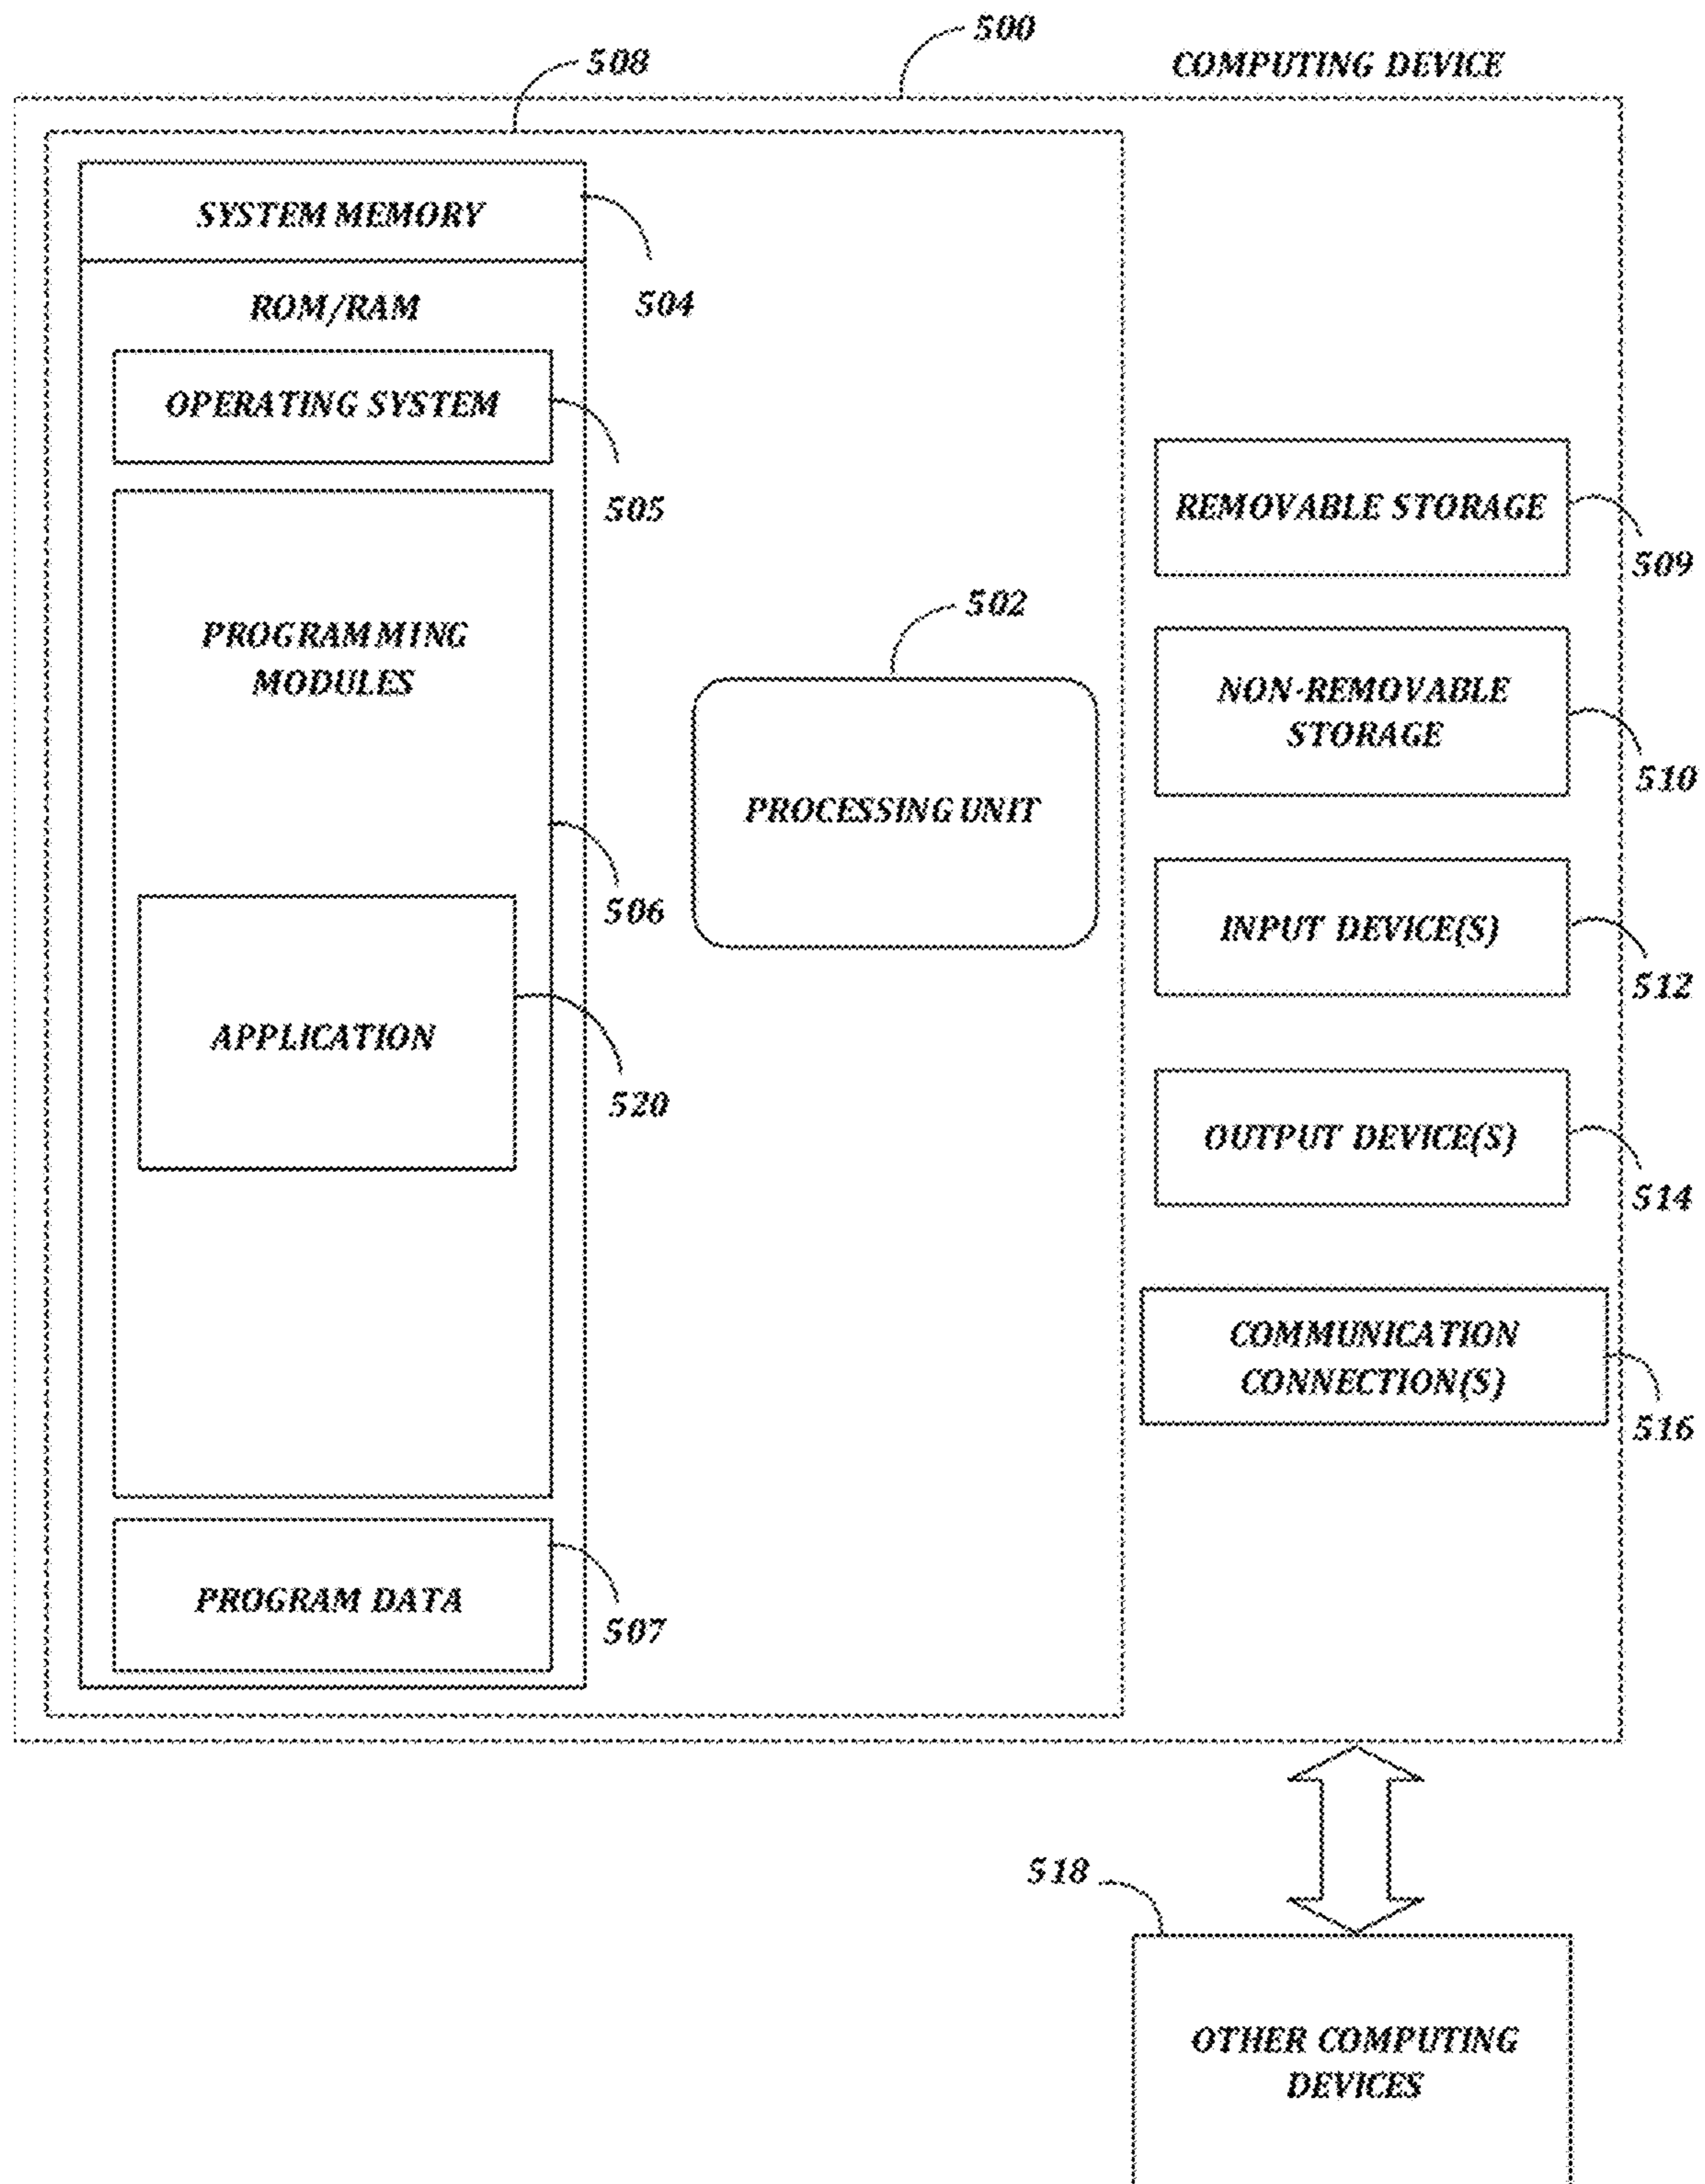 500
508
COMPUTING DEVICE
SYSTEM MEMORY
504
ROM/RAM
OPERATING SYSTEM
505
PROGRAMMING
MODULES
506
APPLICATION
520
PROGRAM DATA
507
502
PROCESSING UNIT
REMOVABLE STORAGE
509
NON-REMOVABLE
STORAGE
510
INPUT DEVICE(S)
512
OUTPUT DEVICE(S)
514
COMMUNICATION
CONNECTION(S)
516
518
OTHER COMPUTING
DEVICES